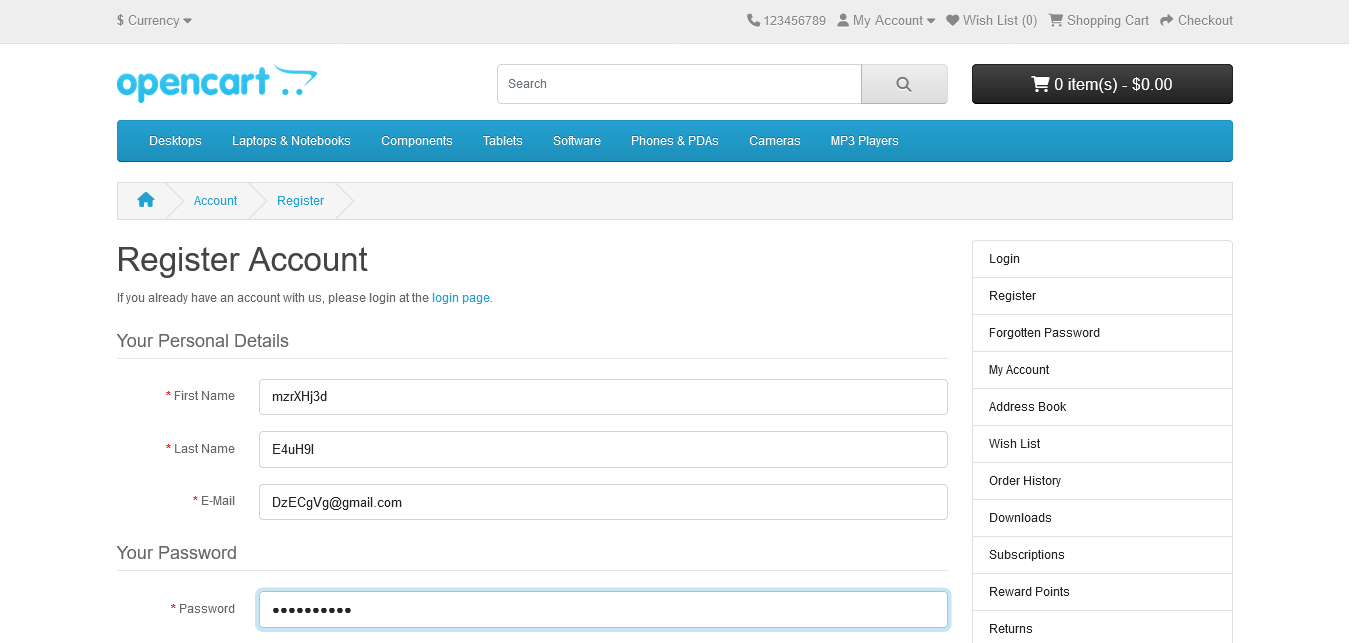 $ Currency
123456789 My Account Wish List (0) Shopping Cart Checkout
opencart
Search
0 item(s) - $0.00
Desktops Laptops & Notebooks Components Tablets Software Phones & PDAs Cameras MP3 Players
Account Register
Register Account
If you already have an account with us, please login at the login page.
Your Personal Details
* First Name mzrXHj3d
* Last Name E4uH9l
* E-Mail DzECgVg@gmail.com
Your Password
* Password ••••••••••
Login
Register
Forgotten Password
My Account
Address Book
Wish List
Order History
Downloads
Subscriptions
Reward Points
Returns